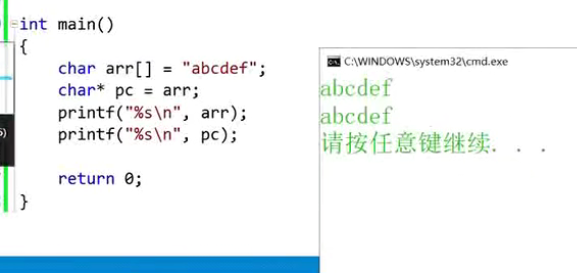 int main()
{
char arr[] = "abcdef";
char* pc = arr;
printf("%s\n", arr);
printf("%s\n", pc);
return 0;
}
C:\WINDOWS\system32\cmd.exe
abcdef
abcdef
请按任意键继续. . .